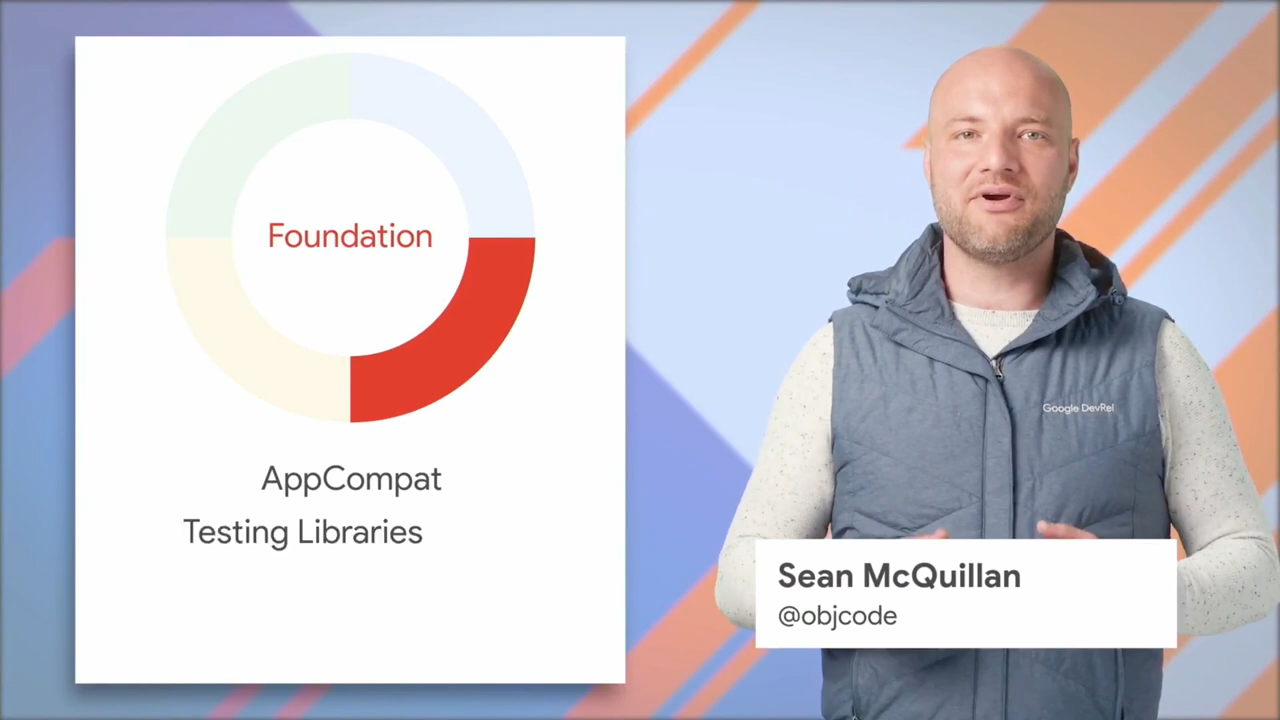 Foundation
AppCompat
Testing Libraries
Google DevRel
Sean McQuillan
@objcode